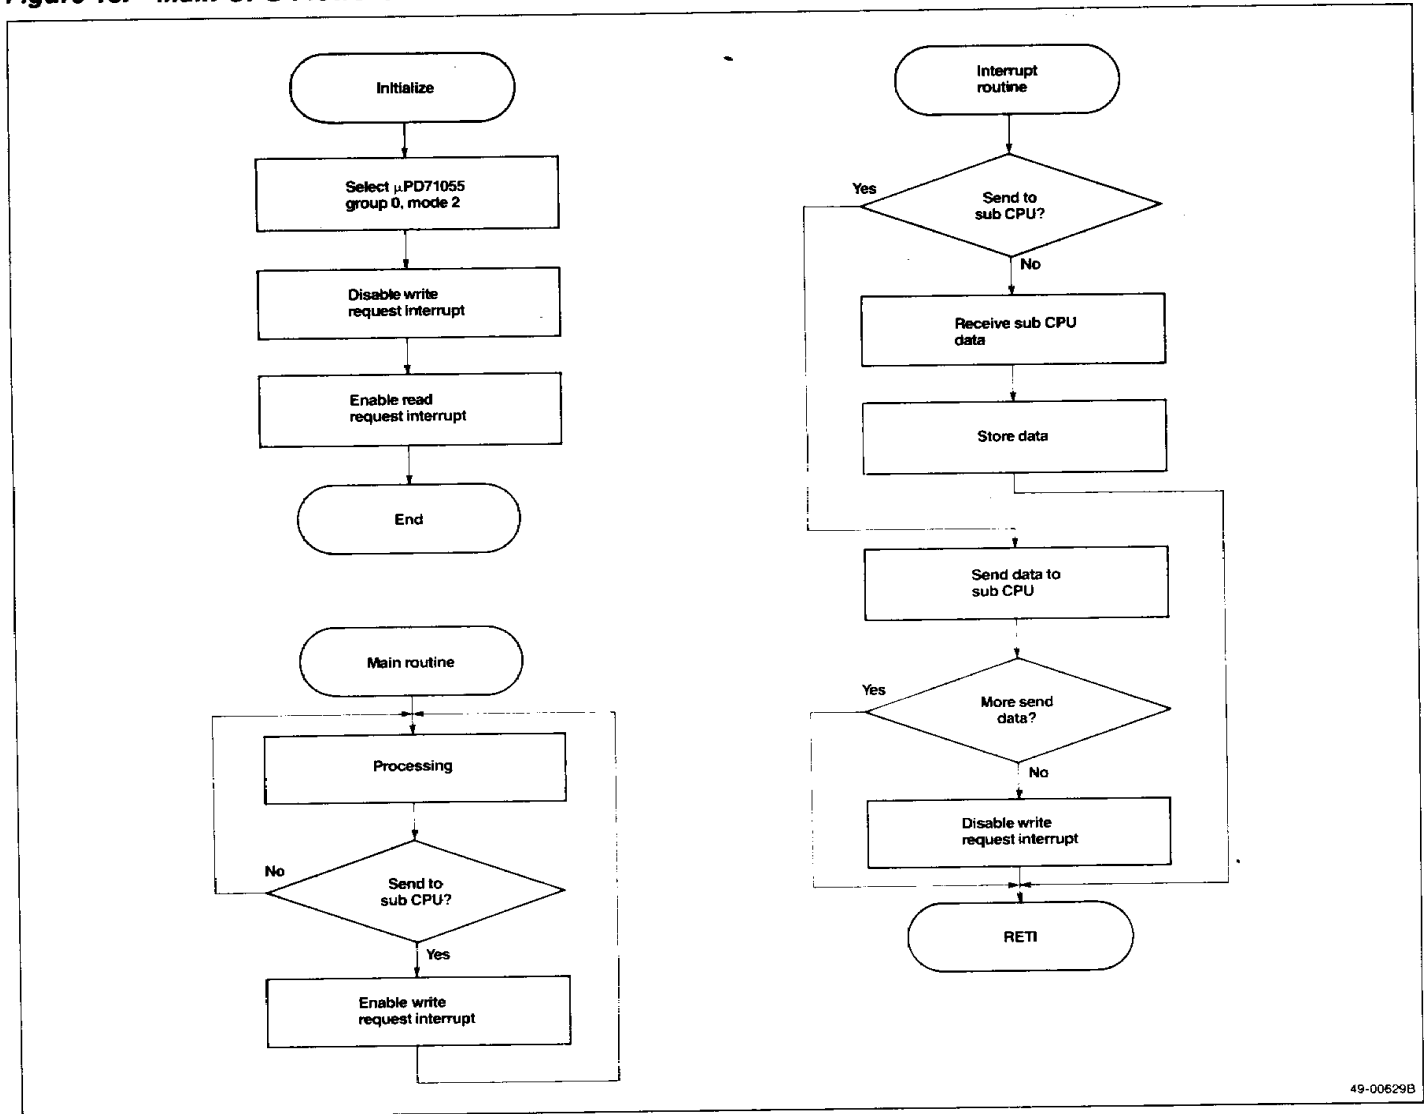 Initialize
Select μPD71055
group 0, mode 2
Disable write
request interrupt
Enable read
request interrupt
End
Main routine
Processing
No
Send to
sub CPU?
Yes
Enable write
request interrupt
Interrupt
routine
Yes
Send to
sub CPU?
No
Receive sub CPU
data
Store data
Send data to
sub CPU
Yes
More send
data?
No
Disable write
request interrupt
RETI
49-00629B